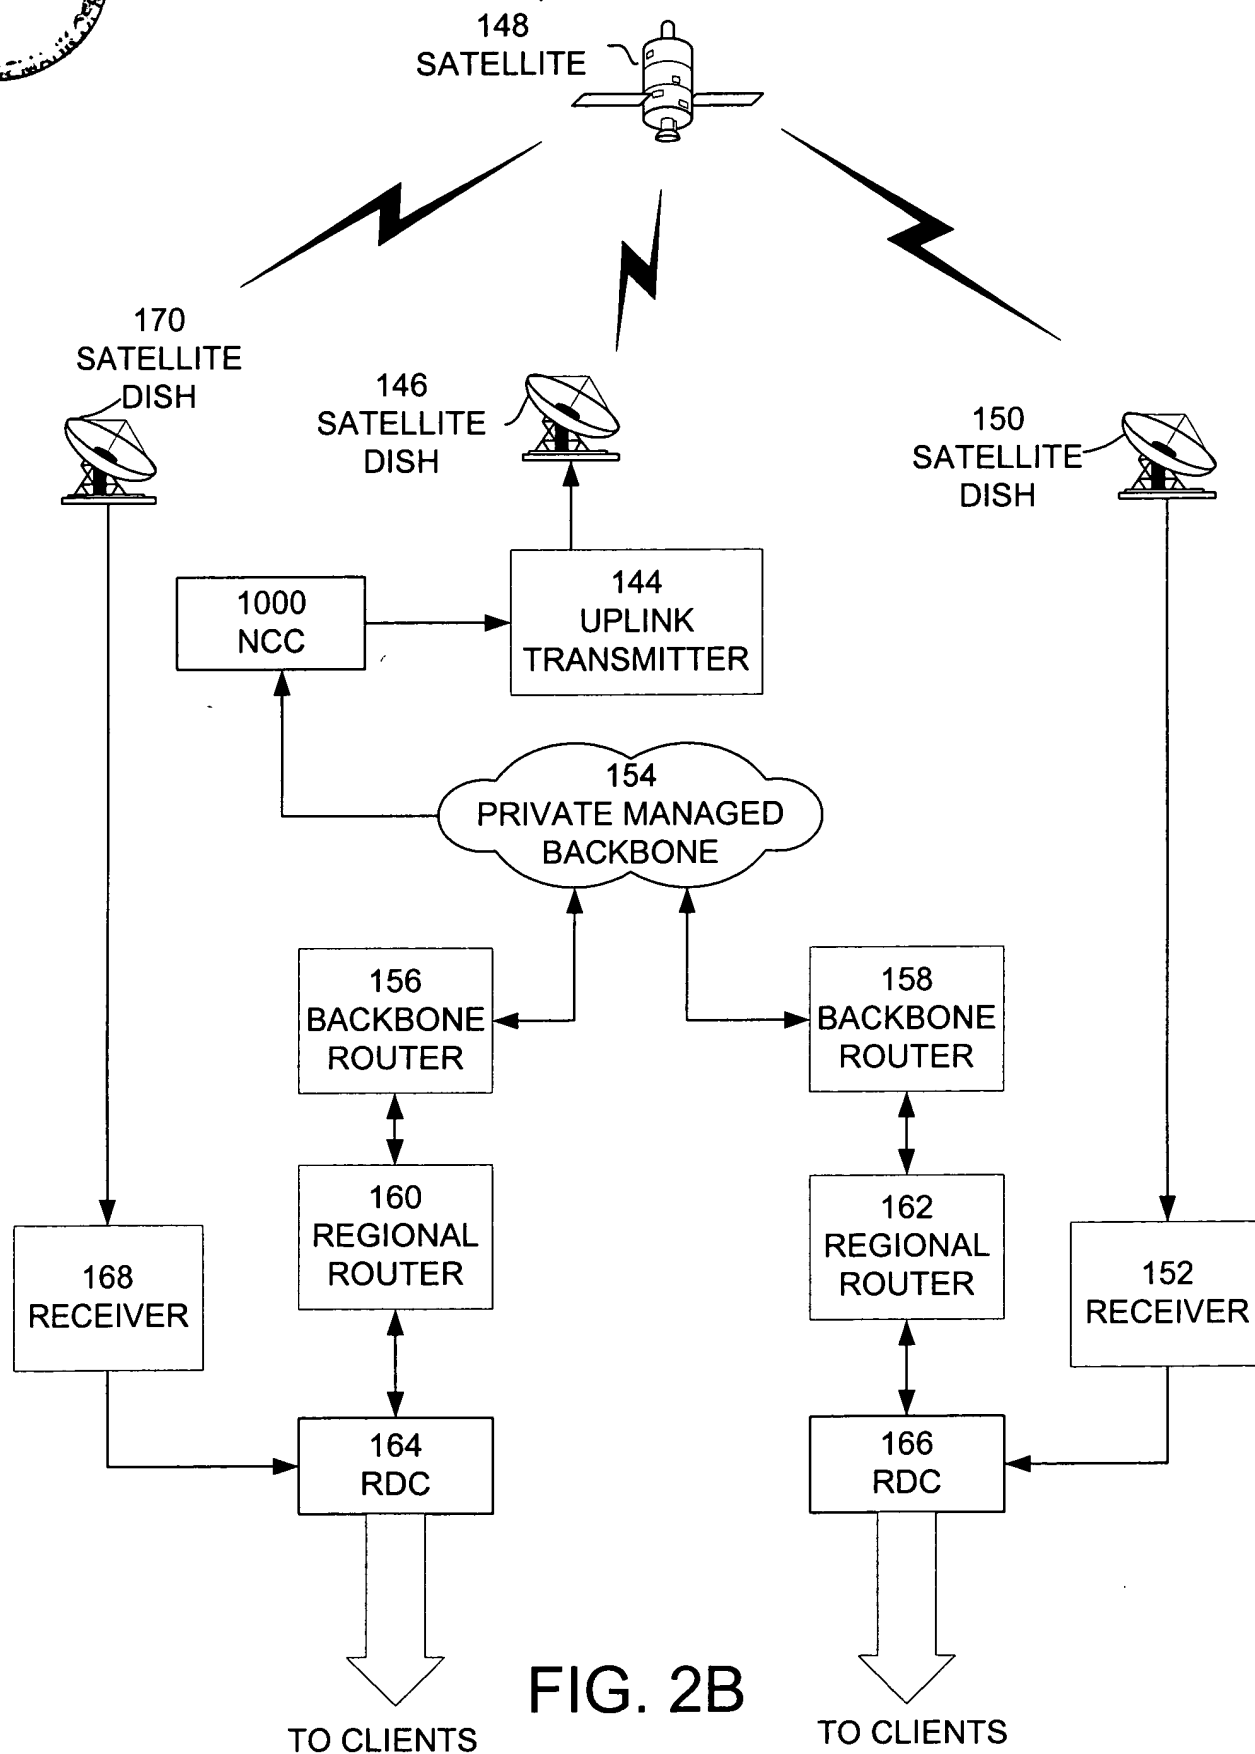 148
SATELLITE
170
SATELLITE
DISH
146
SATELLITE
DISH
150
SATELLITE
DISH
1000
NCC
144
UPLINK
TRANSMITTER
154
PRIVATE MANAGED
BACKBONE
156
BACKBONE
ROUTER
158
BACKBONE
ROUTER
160
REGIONAL
ROUTER
162
REGIONAL
ROUTER
168
RECEIVER
152
RECEIVER
164
RDC
166
RDC
FIG. 2B
TO CLIENTS
TO CLIENTS